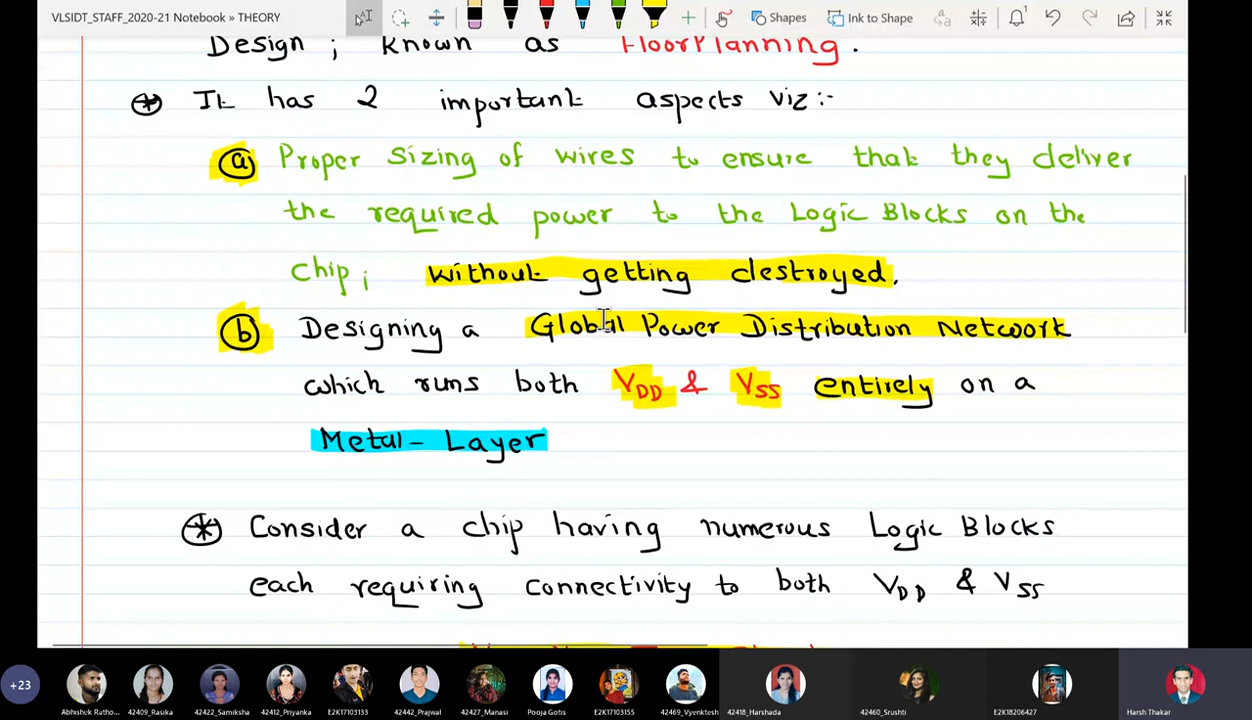 VLSIDT_STAFF_2020-21 Notebook » THEORY
Shapes
Ink to Shape
Design ; Known as FloorPlanning .
It has 2 important aspects viz :-
a Proper Sizing of wires to ensure that they deliver
the required power to the Logic Blocks on the
chip ; without getting destroyed.
b Designing a Global Power Distribution Network
which runs both VDD & VSS entirely on a
Metal - Layer
* Consider a chip having numerous Logic Blocks
each requiring connectivity to both VDD & VSS
+23
Abhishek Ratho...
42409_Rasika
42422_Samiksha
42412_Priyanka
E2K17103133
42442_Prajwal
42427_Manasi
Pooja Gotis
E2K17103155
42469_Vyenktesh
42418_Harshada
42460_Srushti
E2K18206427
Harsh Thakar